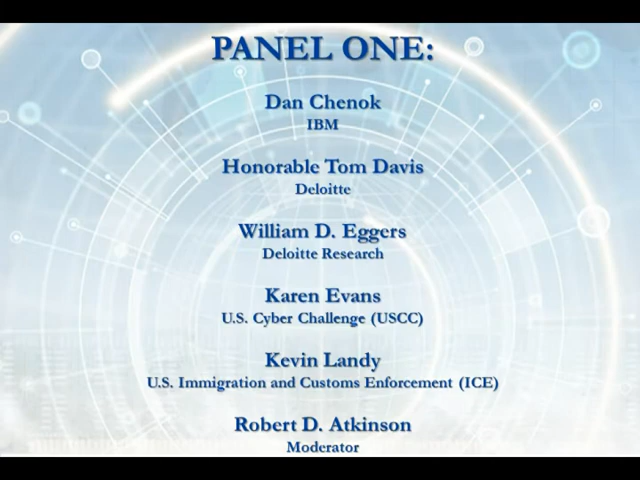 PANEL ONE:
Dan Chenok
IBM
Honorable Tom Davis
Deloitte
William D. Eggers
Deloitte Research
Karen Evans
U.S. Cyber Challenge (USCC)
Kevin Landy
U.S. Immigration and Customs Enforcement (ICE)
Robert D. Atkinson
Moderator